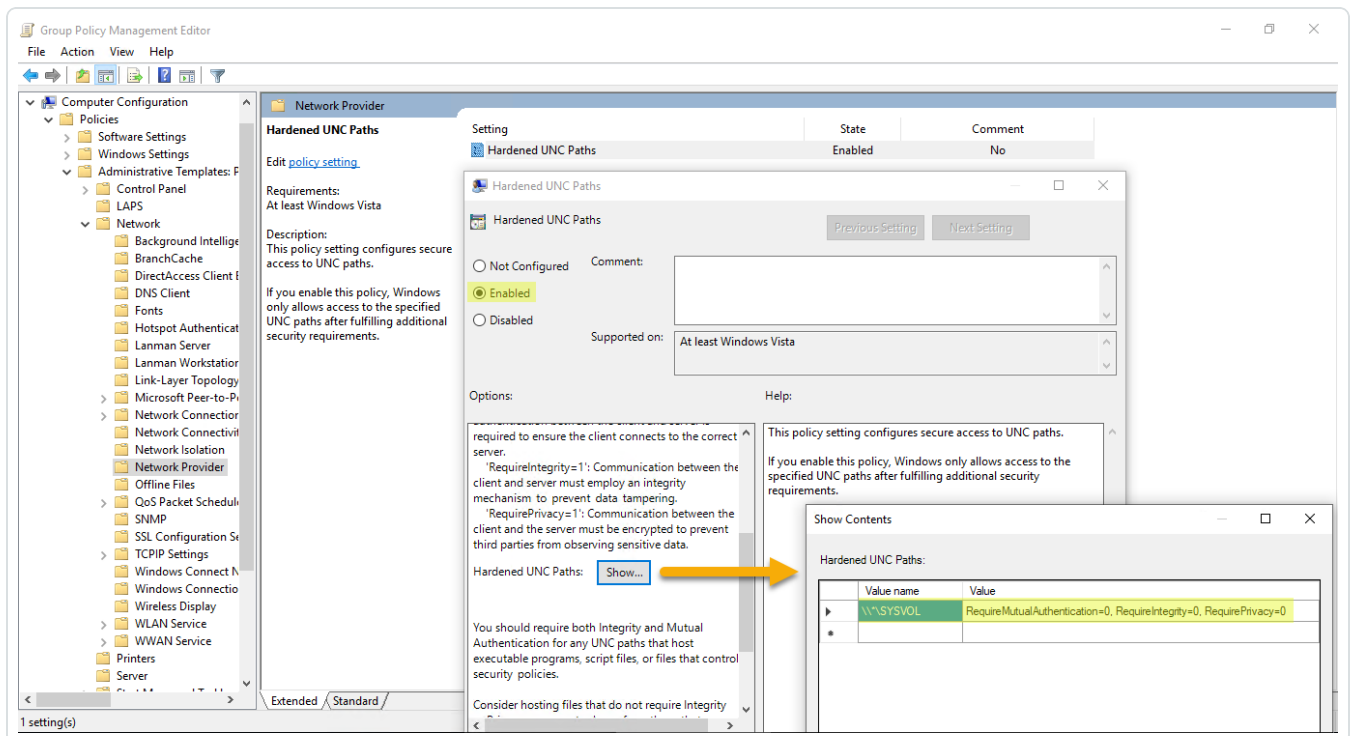 Group Policy Management Editor
File Action View Help
Computer Configuration
Policies
Software Settings
Windows Settings
Administrative Templates: P
Control Panel
LAPS
Network
Background Intellige
BranchCache
DirectAccess Client E
DNS Client
Fonts
Hotspot Authenticat
Lanman Server
Lanman Workstation
Link-Layer Topology
Microsoft Peer-to-Pe
Network Connection
Network Connectivit
Network Isolation
Network Provider
Offline Files
QoS Packet Schedule
SNMP
SSL Configuration Se
TCPIP Settings
Windows Connect N
Windows Connectio
Wireless Display
WLAN Service
WWAN Service
Printers
Server
1 setting(s)
Network Provider
Hardened UNC Paths
Edit policy setting
Requirements:
At least Windows Vista
Description:
This policy setting configures secure
access to UNC paths.
If you enable this policy, Windows
only allows access to the specified
UNC paths after fulfilling additional
security requirements.
Extended Standard
Setting State Comment
Hardened UNC Paths Enabled No
Hardened UNC Paths
Hardened UNC Paths
Previous Setting Next Setting
Not Configured
Enabled
Disabled
Comment:
Supported on:
At least Windows Vista
Options:
required to ensure the client connects to the correct
server.
'RequireIntegrity=1': Communication between the
client and server must employ an integrity
mechanism to prevent data tampering.
'RequirePrivacy=1': Communication between the
client and the server must be encrypted to prevent
third parties from observing sensitive data.
Hardened UNC Paths: Show...
You should require both Integrity and Mutual
Authentication for any UNC paths that host
executable programs, script files, or files that control
security policies.
Consider hosting files that do not require Integrity
Help:
This policy setting configures secure access to UNC paths.
If you enable this policy, Windows only allows access to the
specified UNC paths after fulfilling additional security
requirements.
Show Contents
Hardened UNC Paths:
Value name Value
\\*\SYSVOL RequireMutualAuthentication=0, RequireIntegrity=0, RequirePrivacy=0